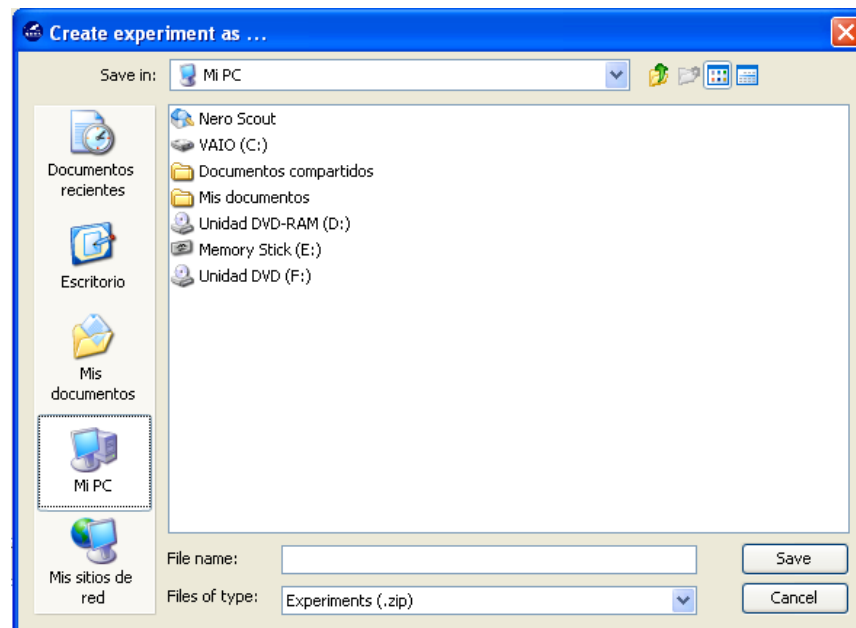 Create experiment as ...
Save in:
Mi PC
Documentos
recientes
Escritorio
Mis
documentos
Mi PC
Mis sitios de
red
Nero Scout
VAIO (C:)
Documentos compartidos
Mis documentos
Unidad DVD-RAM (D:)
Memory Stick (E:)
Unidad DVD (F:)
File name:
Save
Files of type:
Experiments (.zip)
Cancel